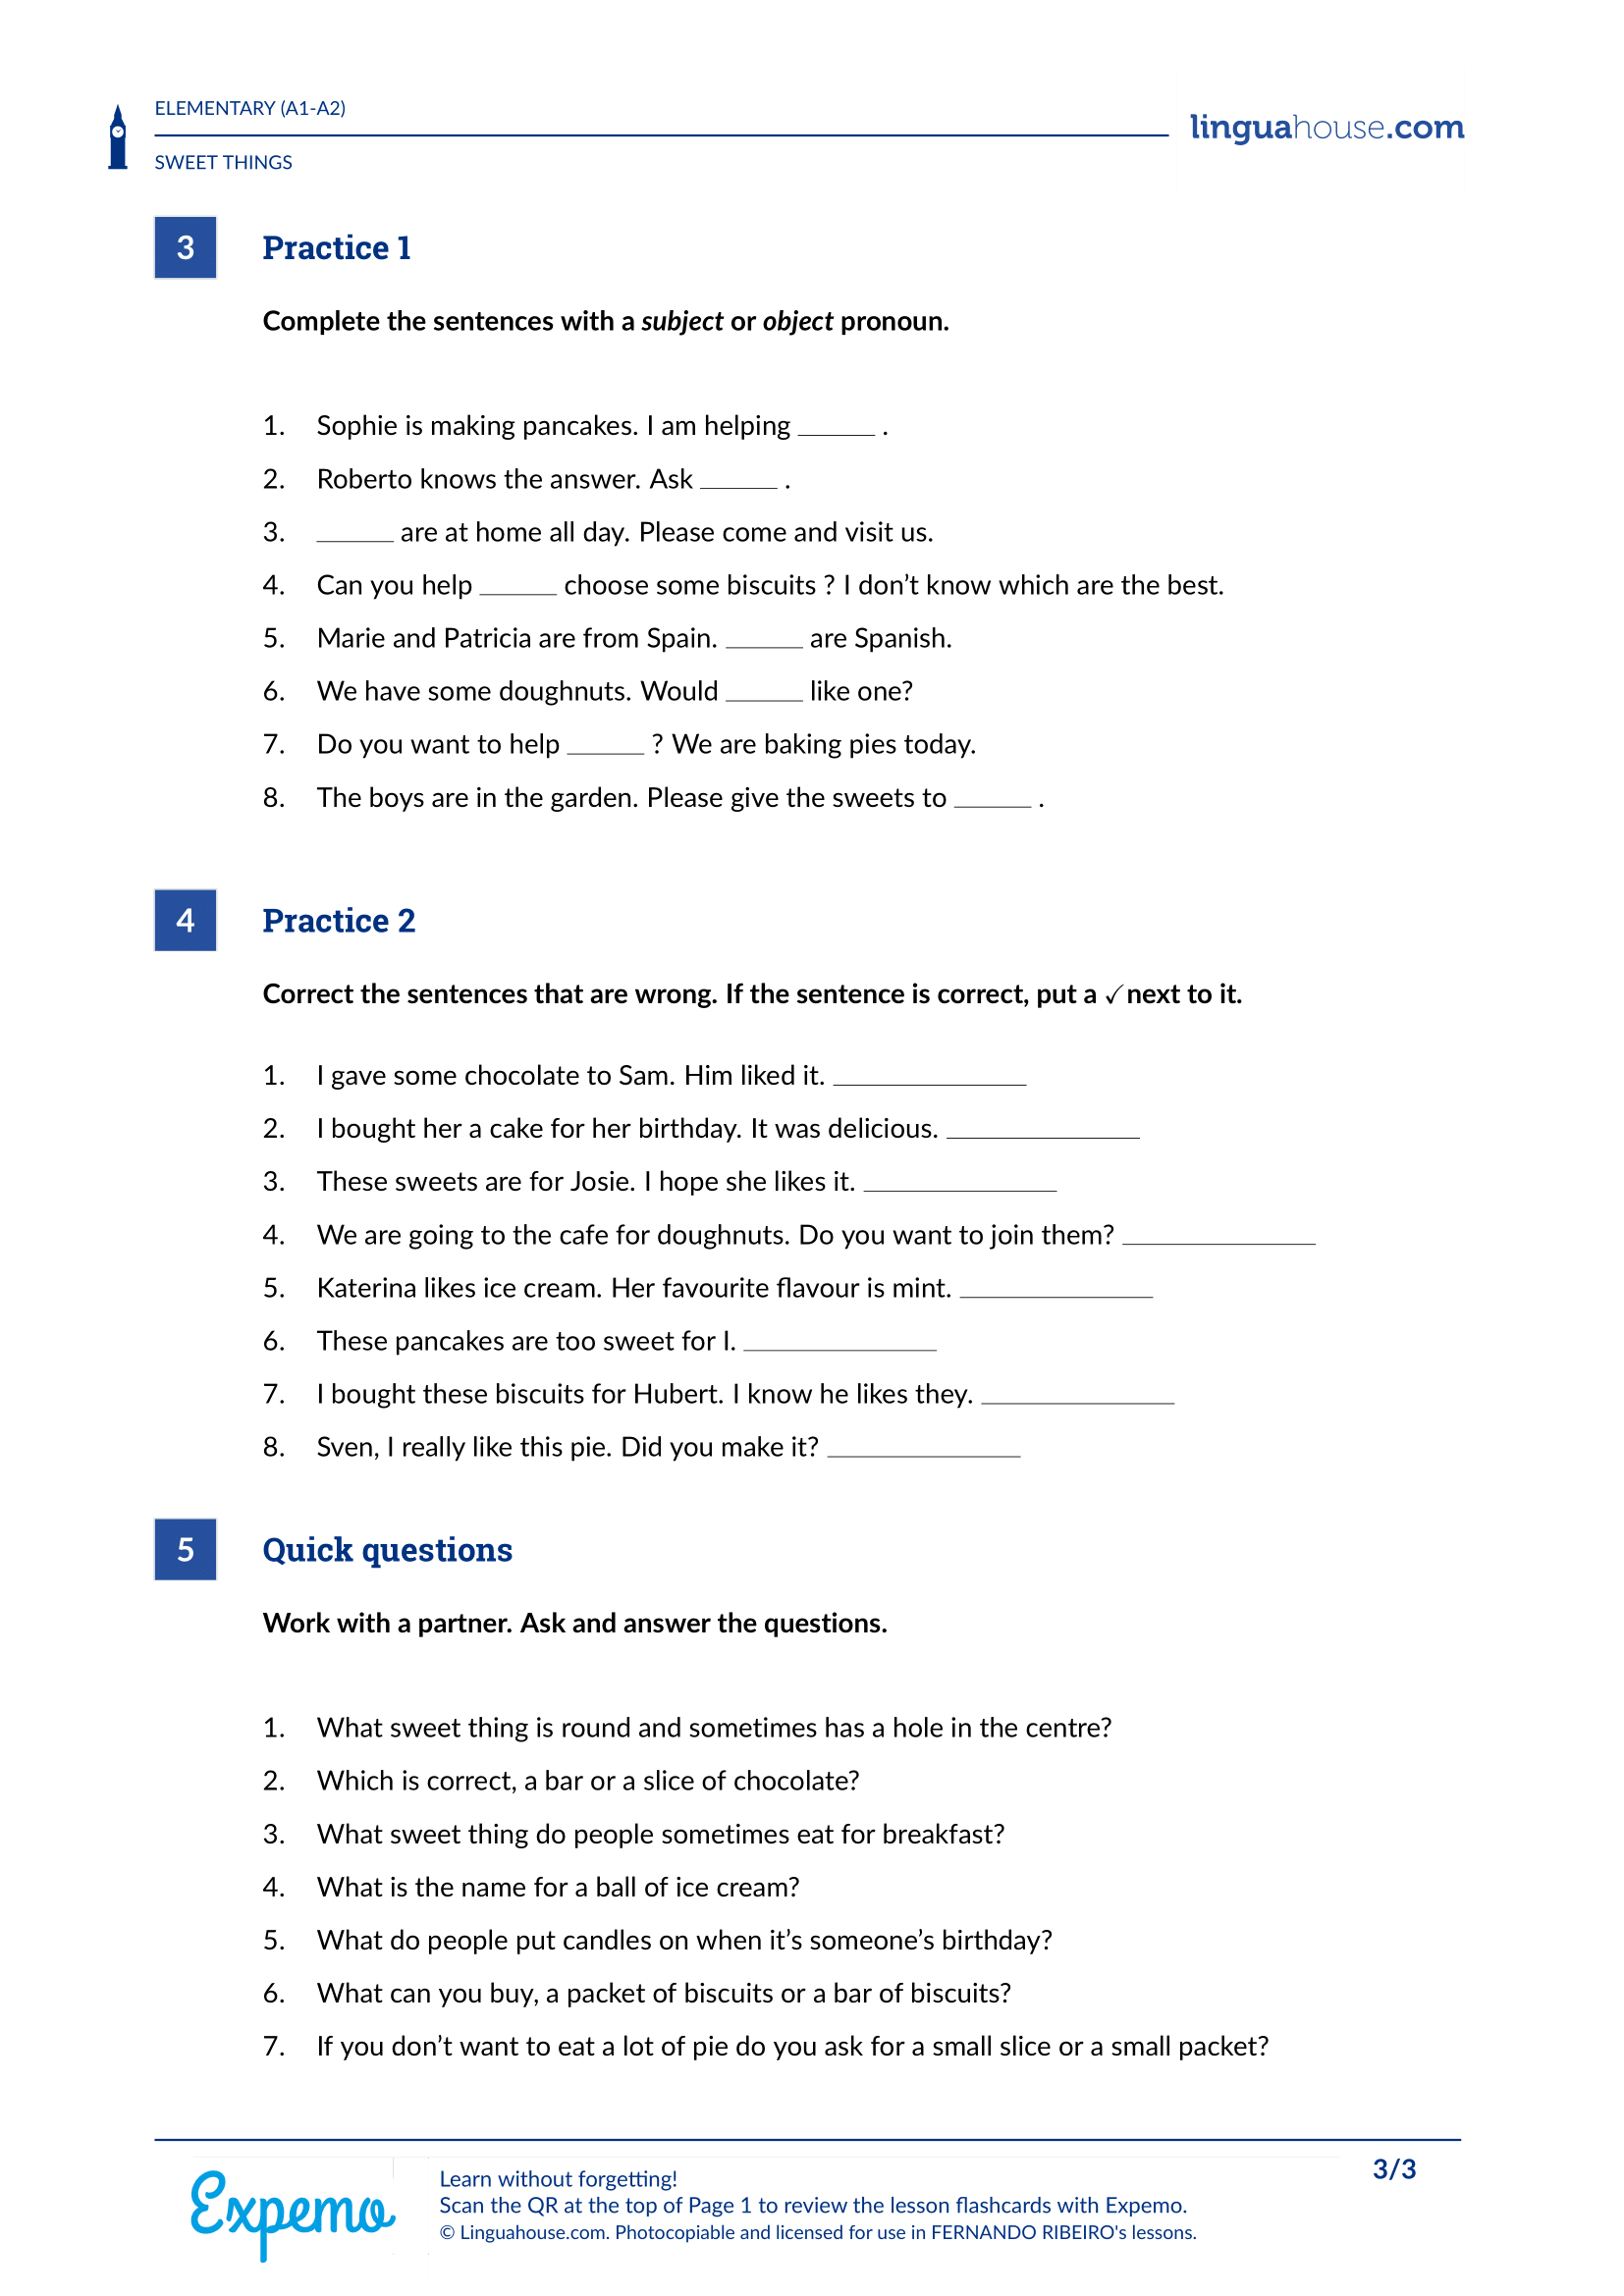 ELEMENTARY (A1-A2)
linguahouse.com
SWEET THINGS
3 Practice 1
Complete the sentences with a subject or object pronoun.
1. Sophie is making pancakes. I am helping ______ .
2. Roberto knows the answer. Ask ______ .
3. ______ are at home all day. Please come and visit us.
4. Can you help ______ choose some biscuits ? I don’t know which are the best.
5. Marie and Patricia are from Spain. ______ are Spanish.
6. We have some doughnuts. Would ______ like one?
7. Do you want to help ______ ? We are baking pies today.
8. The boys are in the garden. Please give the sweets to ______ .
4 Practice 2
Correct the sentences that are wrong. If the sentence is correct, put a ✓ next to it.
1. I gave some chocolate to Sam. Him liked it. ______________
2. I bought her a cake for her birthday. It was delicious. ______________
3. These sweets are for Josie. I hope she likes it. ______________
4. We are going to the cafe for doughnuts. Do you want to join them? ______________
5. Katerina likes ice cream. Her favourite flavour is mint. ______________
6. These pancakes are too sweet for I. ______________
7. I bought these biscuits for Hubert. I know he likes they. ______________
8. Sven, I really like this pie. Did you make it? ______________
5 Quick questions
Work with a partner. Ask and answer the questions.
1. What sweet thing is round and sometimes has a hole in the centre?
2. Which is correct, a bar or a slice of chocolate?
3. What sweet thing do people sometimes eat for breakfast?
4. What is the name for a ball of ice cream?
5. What do people put candles on when it’s someone’s birthday?
6. What can you buy, a packet of biscuits or a bar of biscuits?
7. If you don’t want to eat a lot of pie do you ask for a small slice or a small packet?
3/3
Expemo
Learn without forgetting!
Scan the QR at the top of Page 1 to review the lesson flashcards with Expemo.
© Linguahouse.com. Photocopiable and licensed for use in FERNANDO RIBEIRO's lessons.